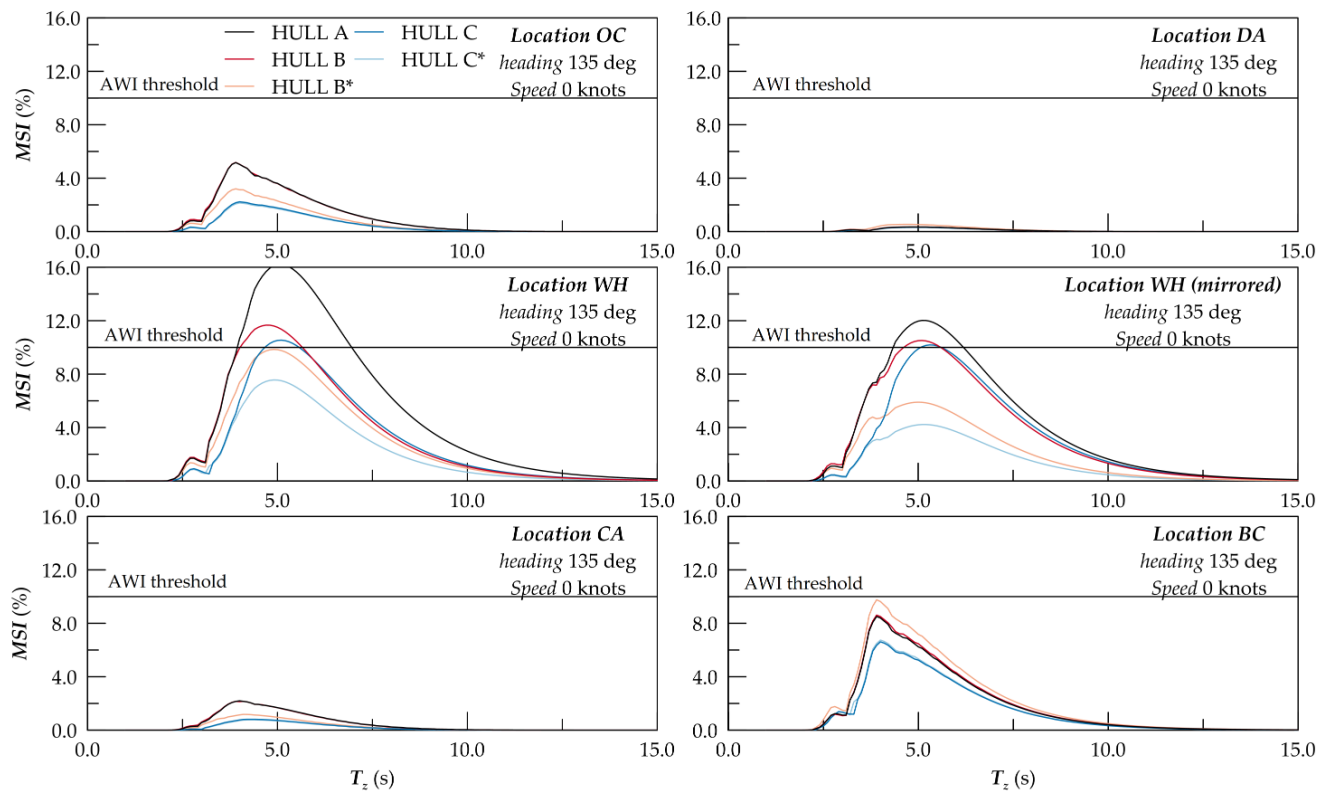 16.0
12.0
8.0
4.0
0.0
MSI (%)
HULL A
HULL B
HULL B*
HULL C
HULL C*
AWI threshold
Location OC
heading 135 deg
Speed 0 knots
0.0 5.0 10.0 15.0
16.0
12.0
8.0
4.0
0.0
AWI threshold
Location DA
heading 135 deg
Speed 0 knots
0.0 5.0 10.0 15.0
16.0
12.0
8.0
4.0
0.0
MSI (%)
AWI threshold
Location WH
heading 135 deg
Speed 0 knots
0.0 5.0 10.0 15.0
16.0
12.0
8.0
4.0
0.0
AWI threshold
Location WH (mirrored)
heading 135 deg
Speed 0 knots
0.0 5.0 10.0 15.0
16.0
12.0
8.0
4.0
0.0
MSI (%)
AWI threshold
Location CA
heading 135 deg
Speed 0 knots
0.0 5.0 10.0 15.0
Tz (s)
16.0
12.0
8.0
4.0
0.0
AWI threshold
Location BC
heading 135 deg
Speed 0 knots
0.0 5.0 10.0 15.0
Tz (s)